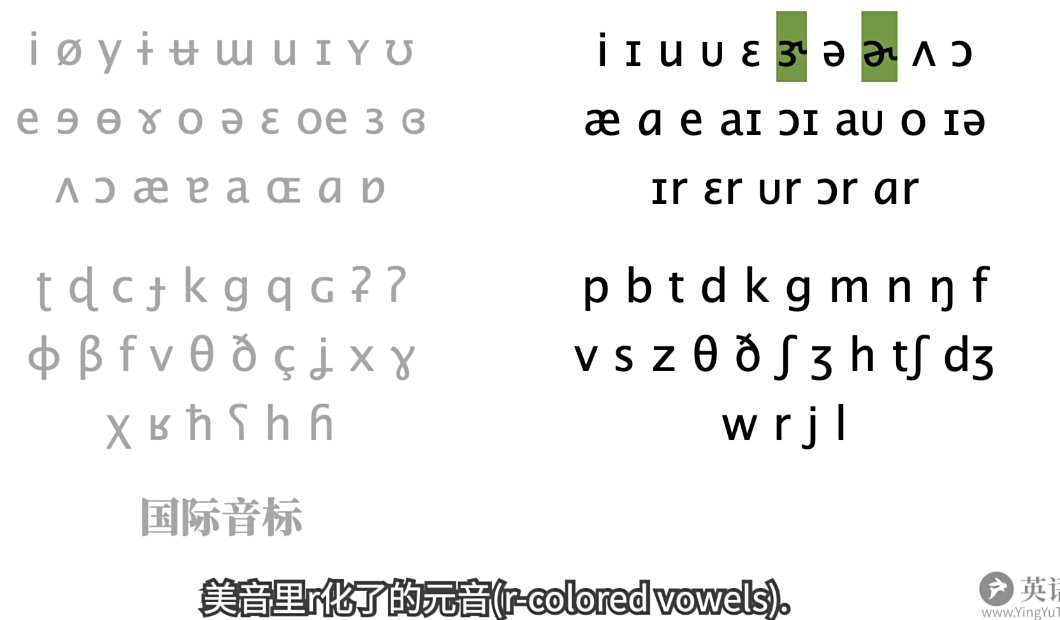 i ø y ɨ ʉ ɯ u ɪ ʏ ʊ
e ɘ ɵ ɤ o ə ɛ oe ɜ ɞ
ʌ ɔ æ ɐ a ɶ ɑ ɒ
ʈ ɖ c ɟ k g q ɢ ʡ ʔ
ɸ β f v θ ð ç ʝ x ɣ
χ ʁ ħ ʕ h ɦ
国际音标
i ɪ u ʊ ɛ ɝ ə ɚ ʌ ɔ
æ ɑ e aɪ ɔɪ aʊ o ɪə
ɪr ɛr ʊr ɔr ɑr
p b t d k g m n ŋ f
v s z θ ð ʃ ʒ h tʃ dʒ
w r j l
美音里r化了的元音(r-colored vowels).
英语
www.YingYuT